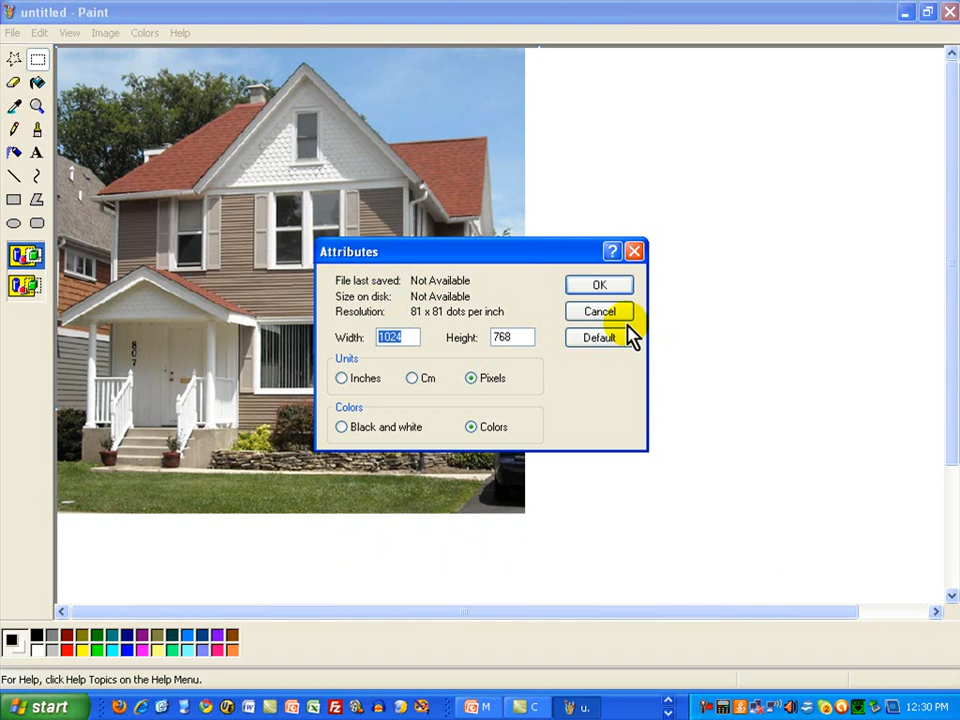 untitled - Paint
File Edit View Image Colors Help
807
Attributes
File last saved: Not Available
Size on disk: Not Available
Resolution: 81 x 81 dots per inch
OK
Cancel
Default
Width: 1024 Height: 768
Units
Inches Cm Pixels
Colors
Black and white Colors
For Help, click Help Topics on the Help Menu.
start M C u. 12:30 PM